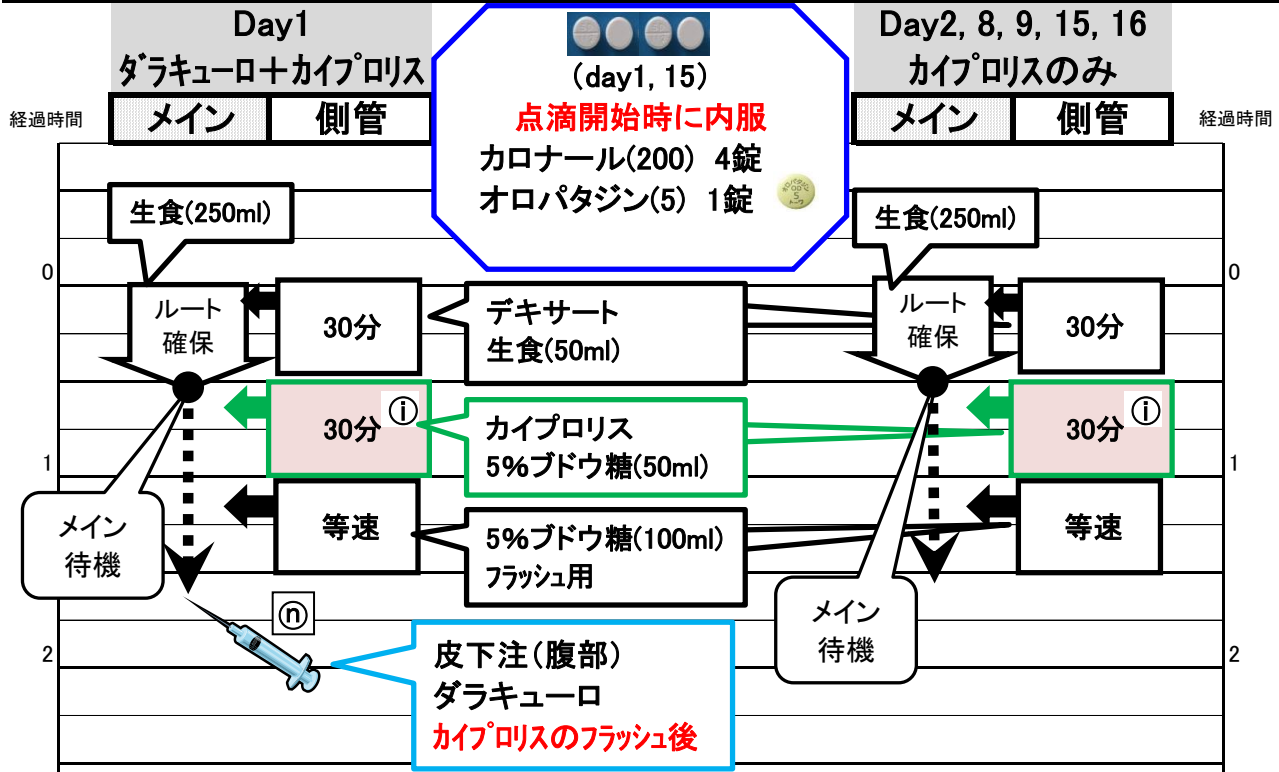 Day1
ダラキューロ＋カイプロリス
メイン
側管
経過時間
(day1, 15)
点滴開始時に内服
カロナール(200) 4錠
オロパタジン(5) 1錠
Day2, 8, 9, 15, 16
カイプロリスのみ
メイン
側管
経過時間
生食(250ml)
生食(250ml)
0
0
ルート
確保
30分
デキサート
生食(50ml)
ルート
確保
30分
30分
ⓘ
カイプロリス
5%ブドウ糖(50ml)
30分
ⓘ
1
1
メイン
待機
等速
5%ブドウ糖(100ml)
フラッシュ用
等速
メイン
待機
ⓝ
2
2
皮下注(腹部)
ダラキューロ
カイプロリスのフラッシュ後